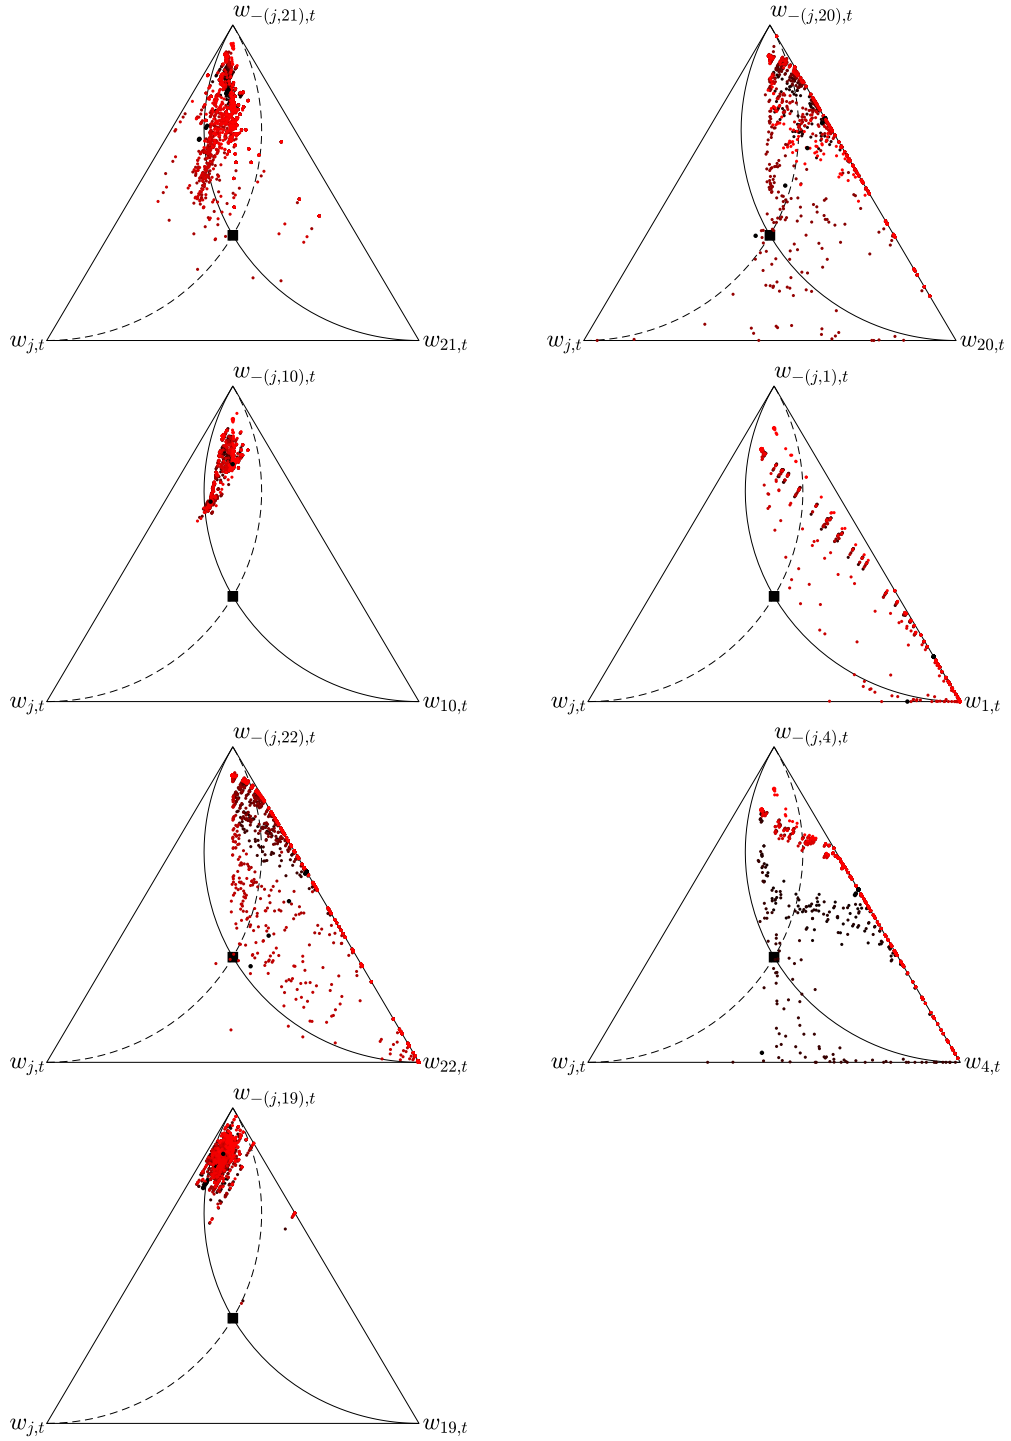 w_{−(j,21),t} w_{−(j,20),t}
w_{j,t} w_{21,t} w_{j,t} w_{20,t}
w_{−(j,10),t} w_{−(j,1),t}
w_{j,t} w_{10,t} w_{j,t} w_{1,t}
w_{−(j,22),t} w_{−(j,4),t}
w_{j,t} w_{22,t} w_{j,t} w_{4,t}
w_{−(j,19),t}
w_{j,t} w_{19,t}